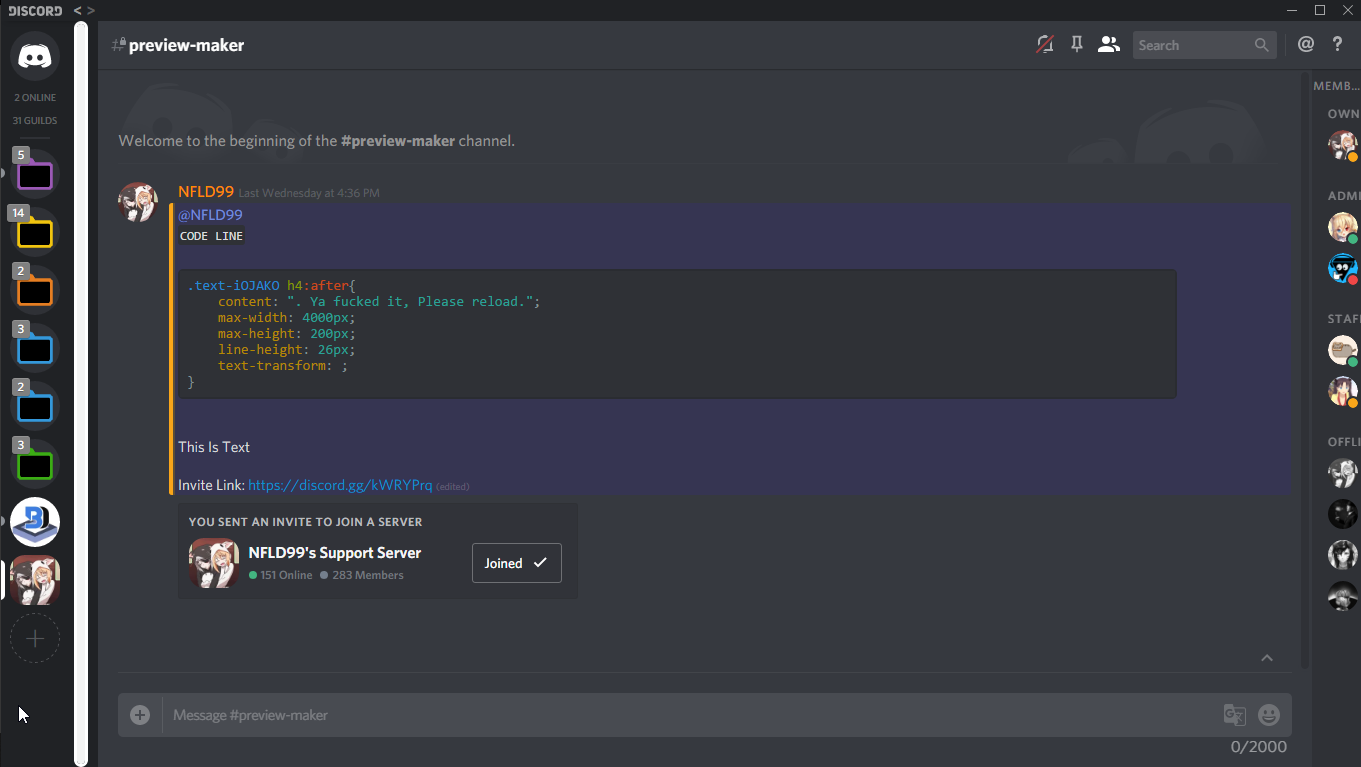 DISCORD < >
#preview-maker
Search
@ ?
2 ONLINE
31 GUILDS
5
14
2
3
2
3
Welcome to the beginning of the #preview-maker channel.
NFLD99 Last Wednesday at 4:36 PM
@NFLD99
CODE LINE
.text-iOJAKO h4:after{
content: ". Ya fucked it, Please reload.";
max-width: 4000px;
max-height: 200px;
line-height: 26px;
text-transform: ;
}
This Is Text
Invite Link: https://discord.gg/kWRYPrq (edited)
YOU SENT AN INVITE TO JOIN A SERVER
NFLD99's Support Server
151 Online 283 Members
Joined
Message #preview-maker
0/2000
MEMB...
OWN
ADMI
STAF
OFFLI